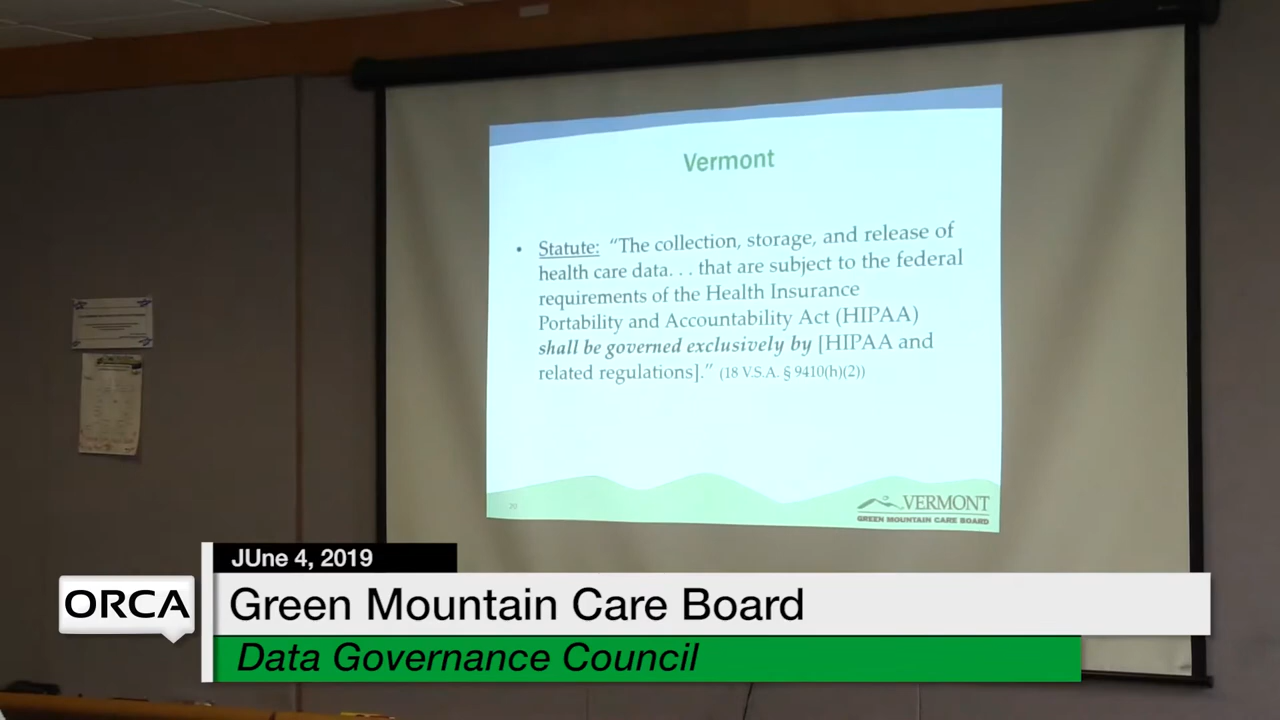 Vermont
• Statute: “The collection, storage, and release of
health care data. . . that are subject to the federal
requirements of the Health Insurance
Portability and Accountability Act (HIPAA)
shall be governed exclusively by [HIPAA and
related regulations].” (18 V.S.A. § 9410(h)(2))
VERMONT
GREEN MOUNTAIN CARE BOARD
JUne 4, 2019
ORCA
Green Mountain Care Board
Data Governance Council